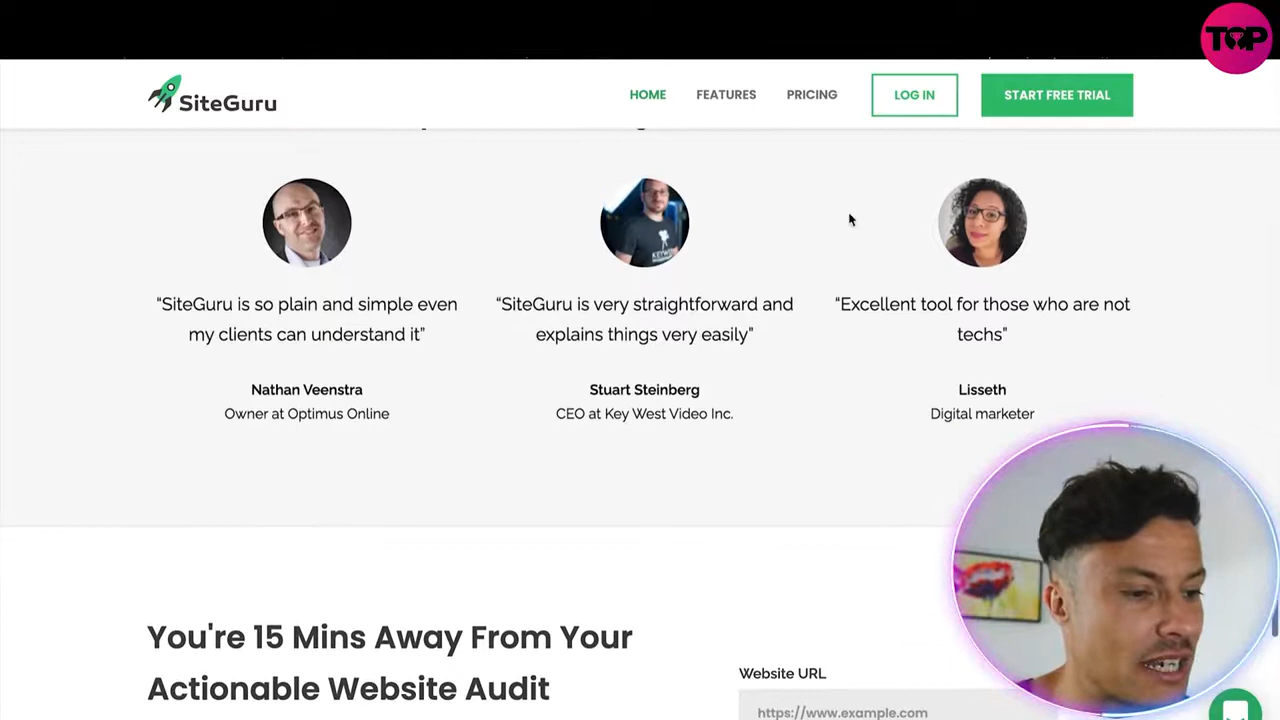 TOP
SiteGuru
HOME
FEATURES
PRICING
LOG IN
START FREE TRIAL
“SiteGuru is so plain and simple even
my clients can understand it”
Nathan Veenstra
Owner at Optimus Online
“SiteGuru is very straightforward and
explains things very easily”
Stuart Steinberg
CEO at Key West Video Inc.
“Excellent tool for those who are not
techs”
Lisseth
Digital marketer
You're 15 Mins Away From Your
Actionable Website Audit
Website URL
https://www.example.com